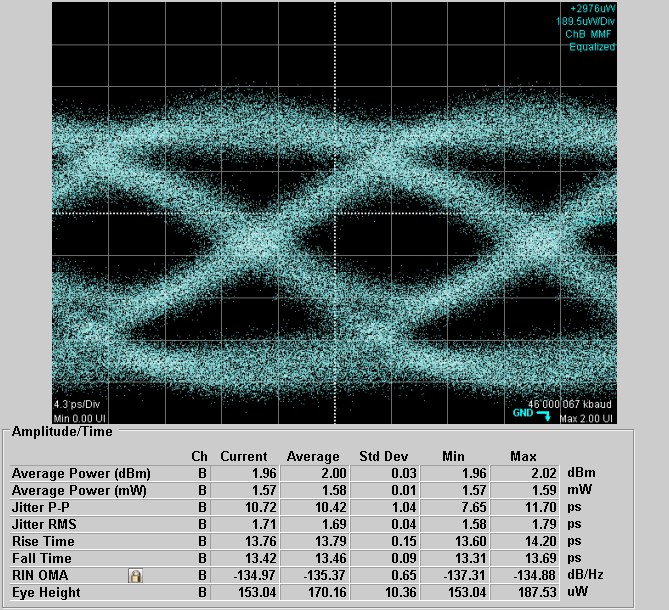 +2976uW
189.5uW/Div
ChB MMF
Equalized
4.3 ps/Div
46 000 067 kbaud
Min 0.00 UI
GND
Max 2.00 UI
Amplitude/Time
Ch Current Average Std Dev Min Max
Average Power (dBm) B 1.96 2.00 0.03 1.96 2.02 dBm
Average Power (mW) B 1.57 1.58 0.01 1.57 1.59 mW
Jitter P-P B 10.72 10.42 1.04 7.65 11.70 ps
Jitter RMS B 1.71 1.69 0.04 1.58 1.79 ps
Rise Time B 13.76 13.79 0.15 13.60 14.20 ps
Fall Time B 13.42 13.46 0.09 13.31 13.69 ps
RIN OMA B -134.97 -135.37 0.65 -137.31 -134.88 dB/Hz
Eye Height B 153.04 170.16 10.36 153.04 187.53 uW